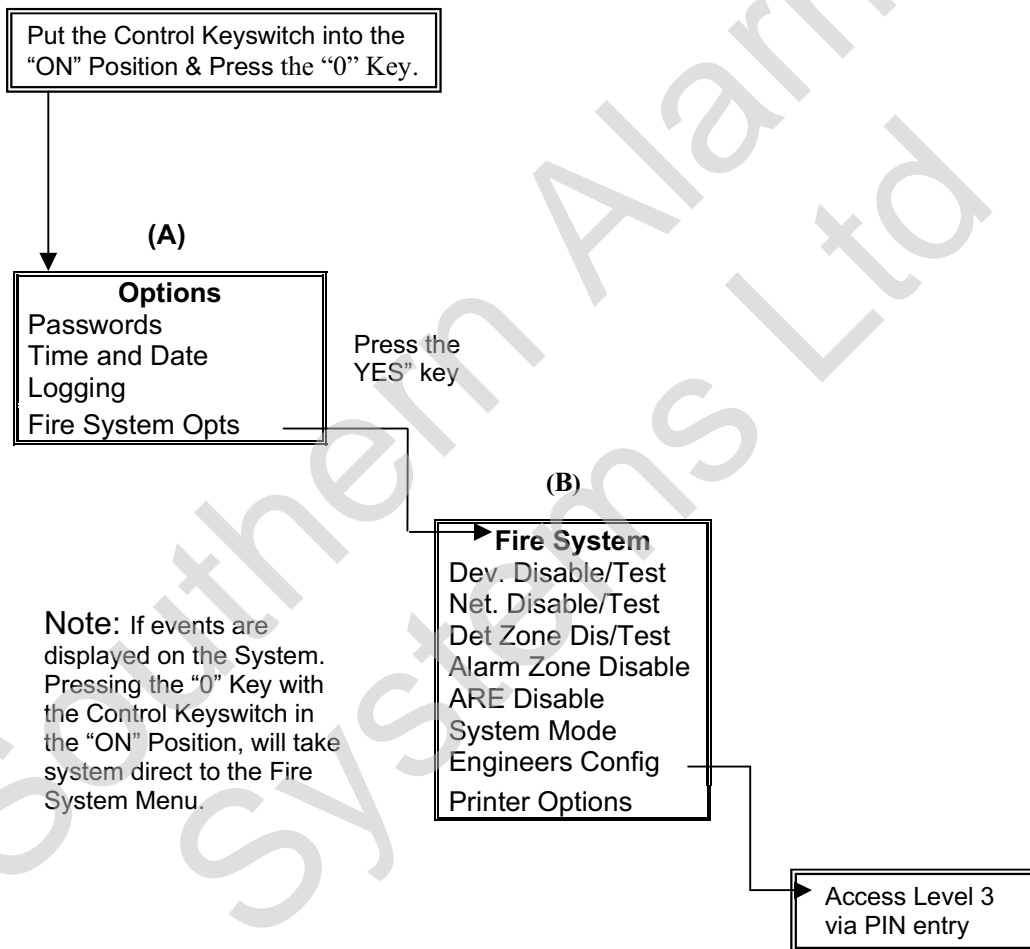 Put the Control Keyswitch into the
“ON” Position & Press the “0” Key.
(A)
Options
Passwords
Time and Date
Logging
Fire System Opts
Press the
YES” key
(B)
Fire System
Dev. Disable/Test
Net. Disable/Test
Det Zone Dis/Test
Alarm Zone Disable
ARE Disable
System Mode
Engineers Config
Printer Options
Note: If events are
displayed on the System.
Pressing the “0” Key with
the Control Keyswitch in
the “ON” Position, will take
system direct to the Fire
System Menu.
Access Level 3
via PIN entry
Southern Alarm
Systems Ltd